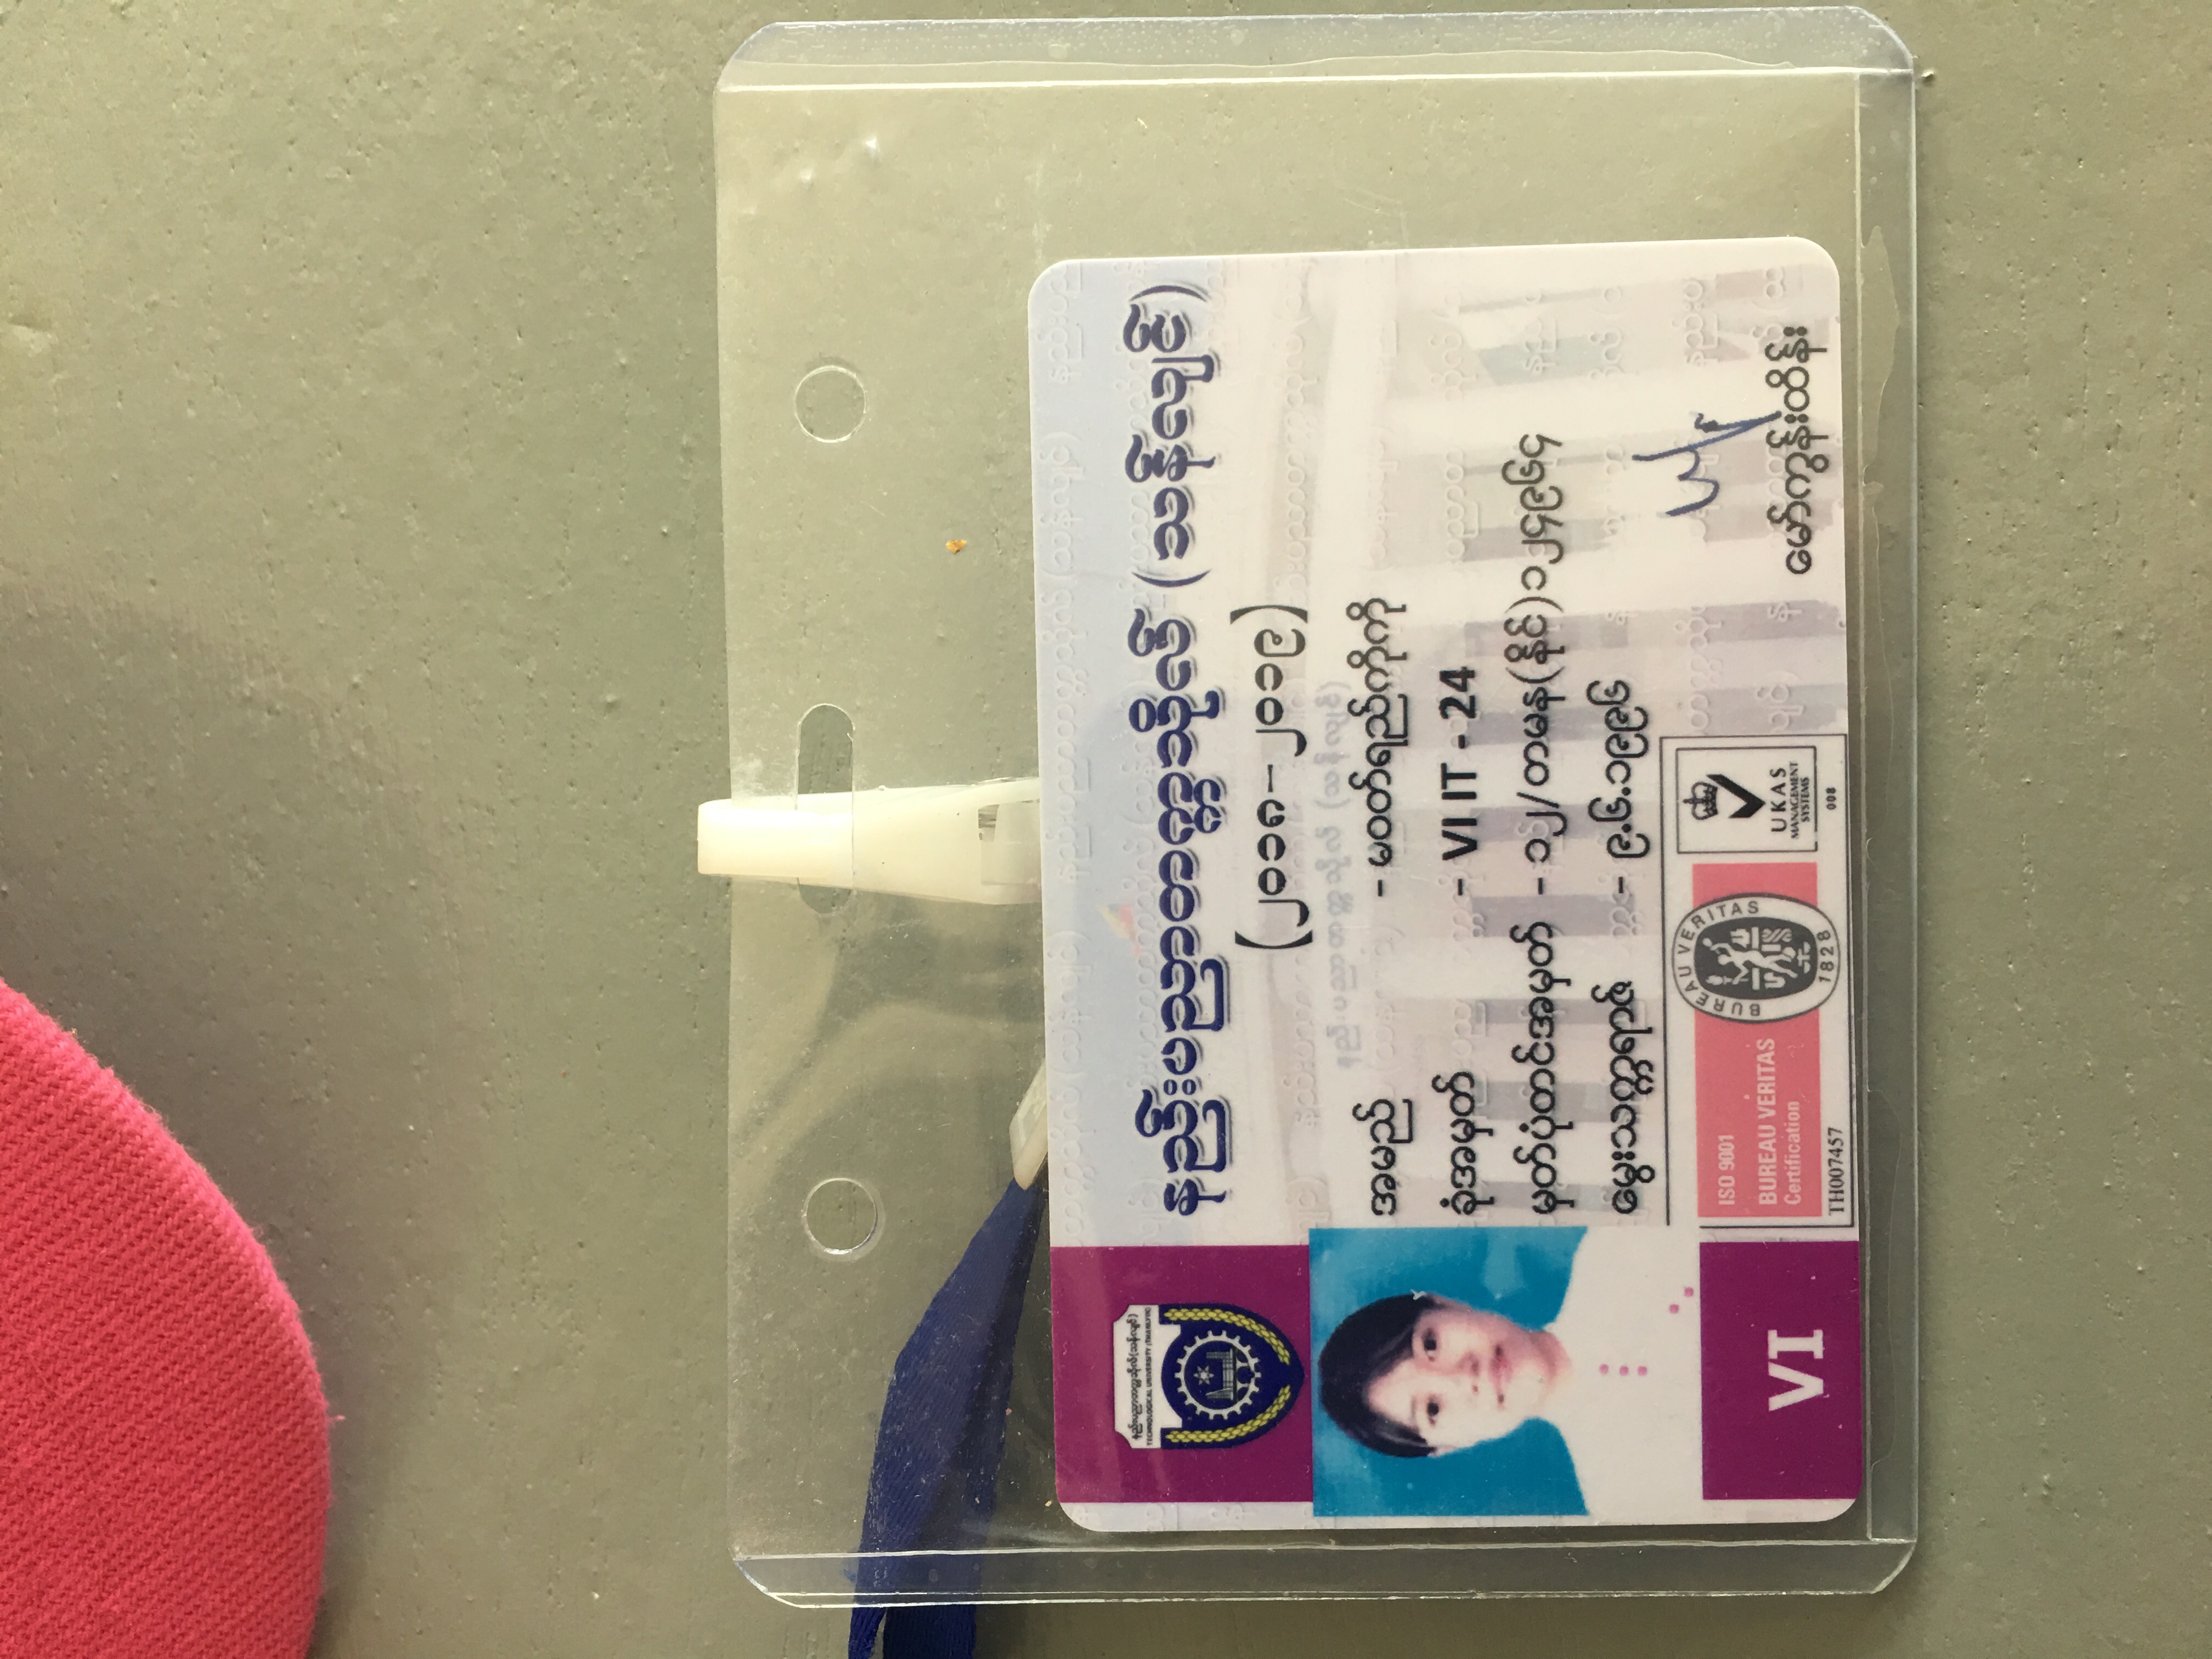 နည်းပညာတက္ကသိုလ်(သန်လျင်)
TECHNOLOGICAL UNIVERSITY (THANLYIN)
နည်းပညာတက္ကသိုလ် (သန်လျင်)
(၂၀၁၈–၂၀၁၉)
အမည် - မဝတ်ရည်ကိုကို
ခုံအမှတ် - VI IT - 24
မှတ်ပုံတင်အမှတ် - ၁၂/တမန(နိုင်)၁၂၄၉၆၄
မွေးသက္ကရာဇ် - ၉.၆.၁၉၉၆
VI
ISO 9001
BUREAU VERITAS
Certification
TH007457
BUREAU VERITAS
1828
UKAS
MANAGEMENT
SYSTEMS
008
မော်ကွန်းထိန်း